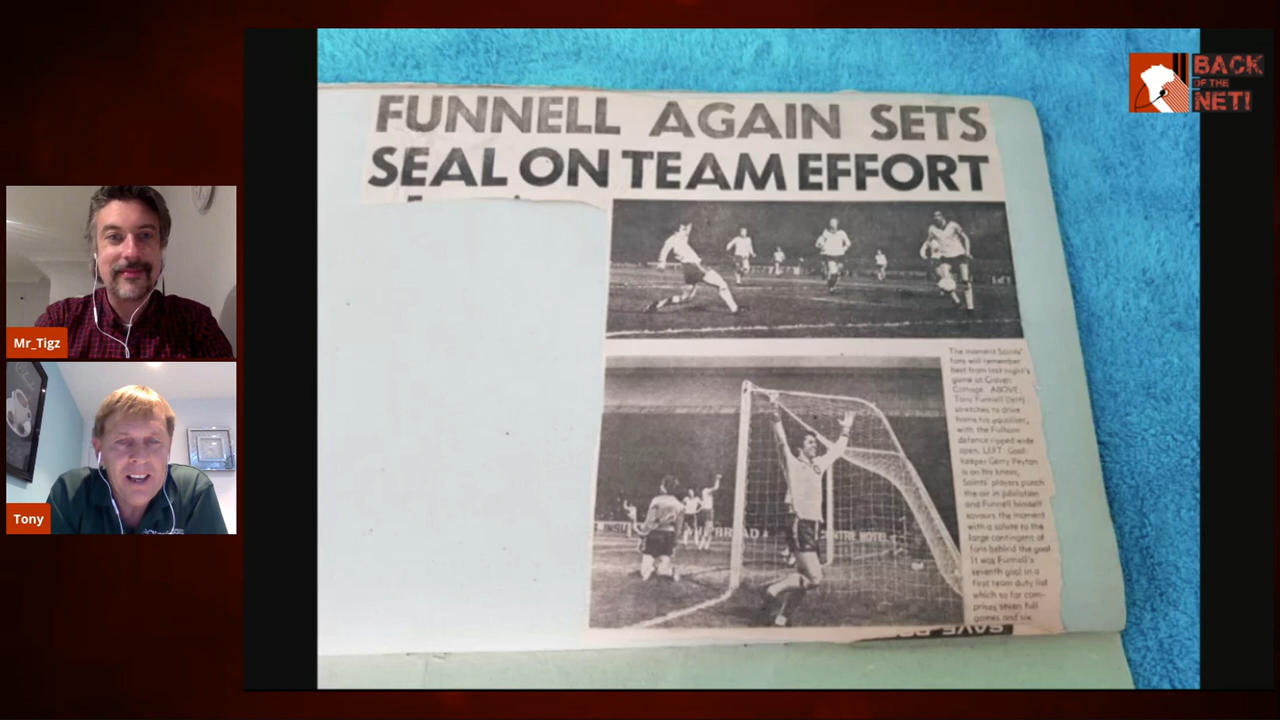 FUNNELL AGAIN SETS
SEAL ON TEAM EFFORT
The moment Saints'
fans will remember
best from last night's
game at Craven
Cottage. ABOVE:
Tony Funnell (left)
stretches to drive
home his equaliser,
with the Fulham
defence ripped wide
open. LEFT: Goal-
keeper Gerry Peyton
is on his knees,
Saints' players punch
the air in jubilation
and Funnell himself
savours the moment
with a salute to the
large contingent of
fans behind the goal.
It was Funnell's
seventh goal in a
first team duty list
which so far com-
prises seven full
games and six
BACK
OF THE
NET!
Mr_Tigz
Tony